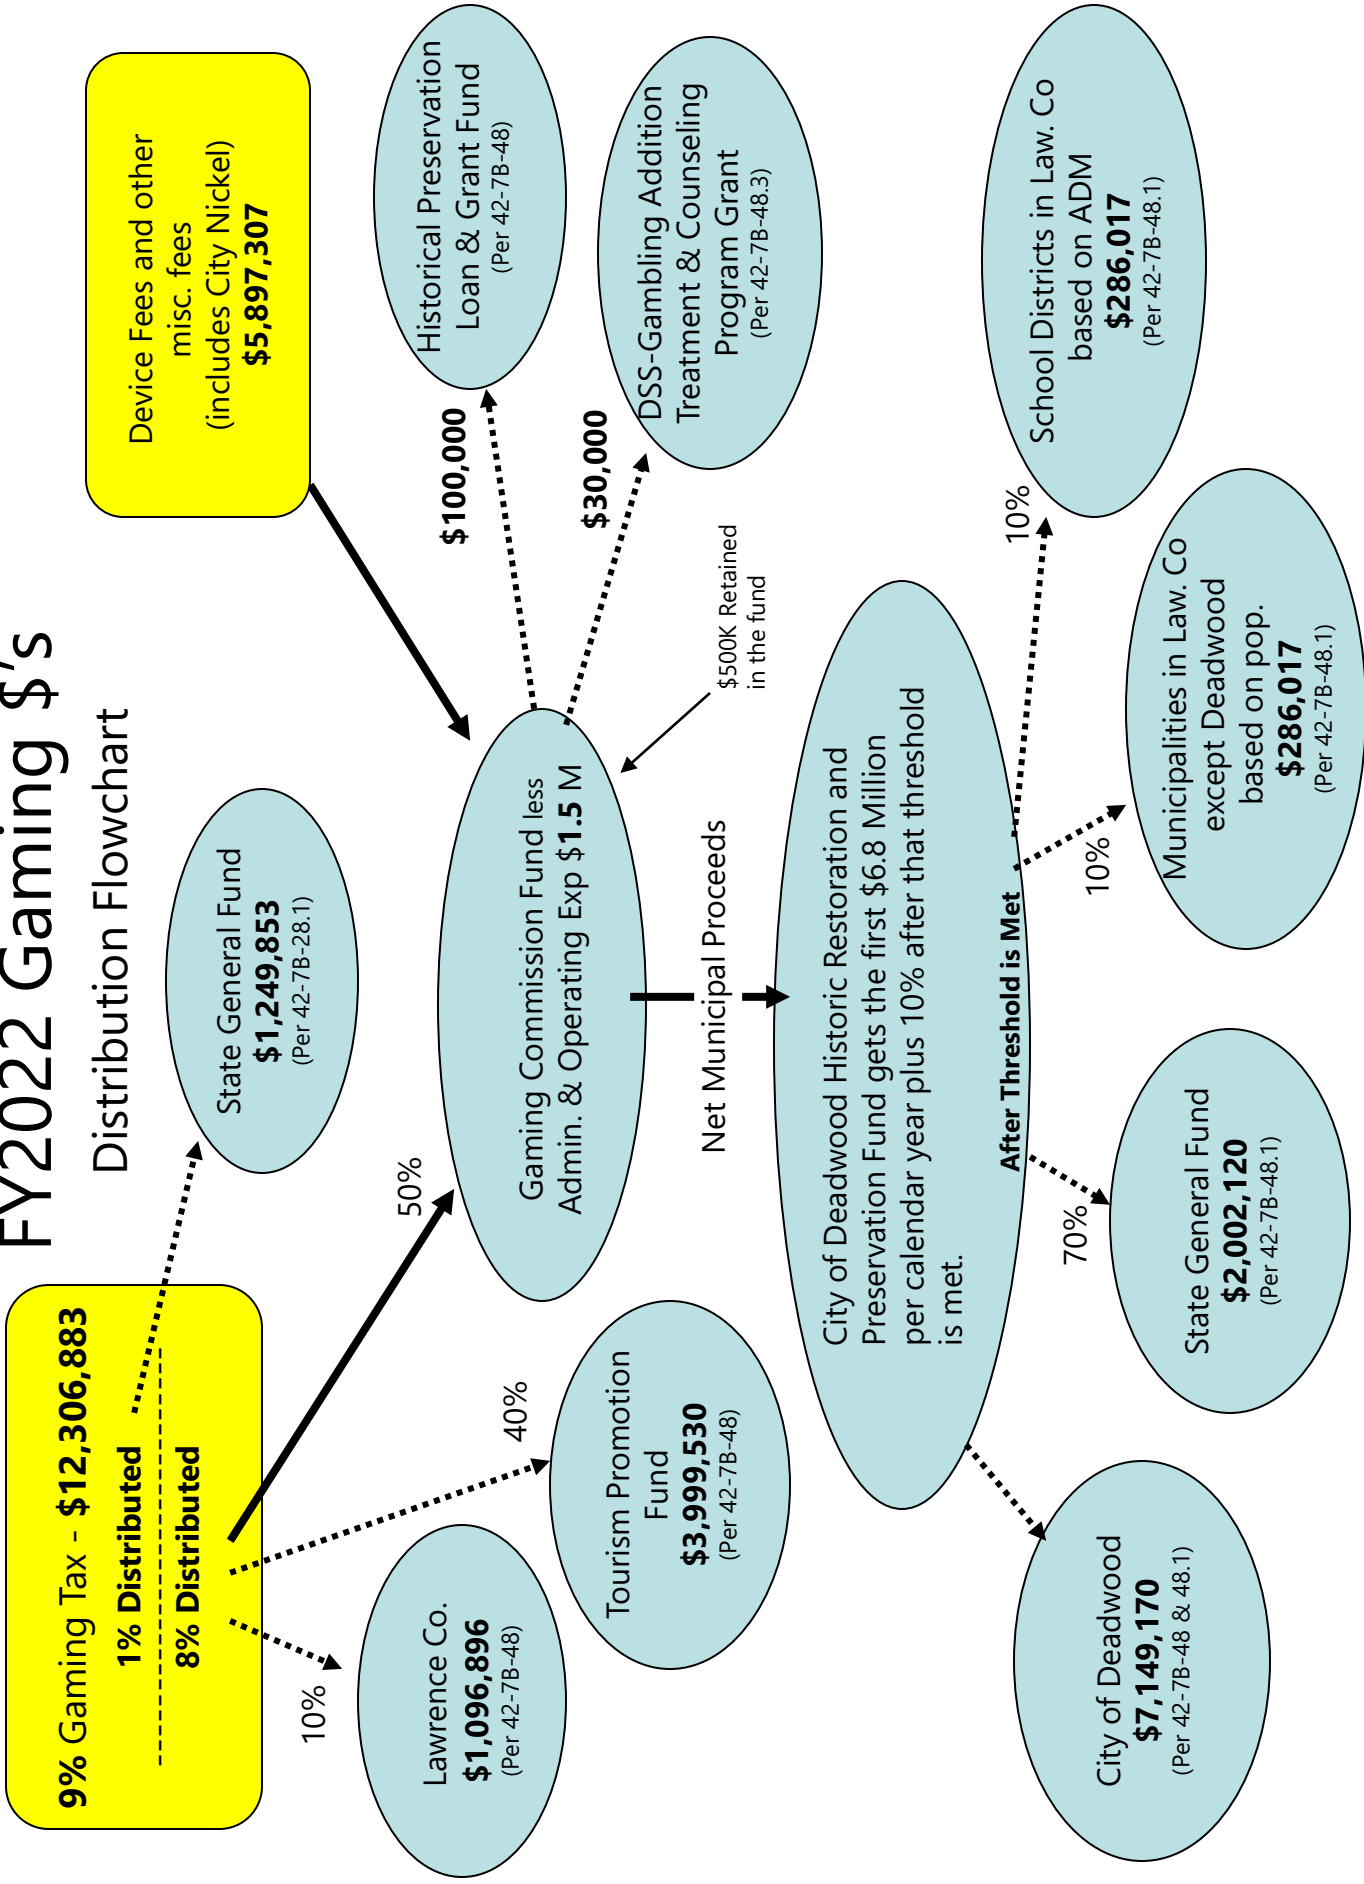 FY2022 Gaming $'s
Distribution Flowchart
9% Gaming Tax - $12,306,883
1% Distributed
8% Distributed
State General Fund
$1,249,853
(Per 42-7B-28.1)
Device Fees and other
misc. fees
(includes City Nickel)
$5,897,307
10%
Lawrence Co.
$1,096,896
(Per 42-7B-48)
40%
Tourism Promotion
Fund
$3,999,530
(Per 42-7B-48)
50%
Gaming Commission Fund less
Admin. & Operating Exp $1.5 M
$100,000
Historical Preservation
Loan & Grant Fund
(Per 42-7B-48)
$30,000
DSS-Gambling Addition
Treatment & Counseling
Program Grant
(Per 42-7B-48.3)
$500K Retained
in the fund
Net Municipal Proceeds
City of Deadwood Historic Restoration and
Preservation Fund gets the first $6.8 Million
per calendar year plus 10% after that threshold
is met.
After Threshold is Met
City of Deadwood
$7,149,170
(Per 42-7B-48 & 48.1)
70%
State General Fund
$2,002,120
(Per 42-7B-48.1)
10%
Municipalities in Law. Co
except Deadwood
based on pop.
$286,017
(Per 42-7B-48.1)
10%
School Districts in Law. Co
based on ADM
$286,017
(Per 42-7B-48.1)